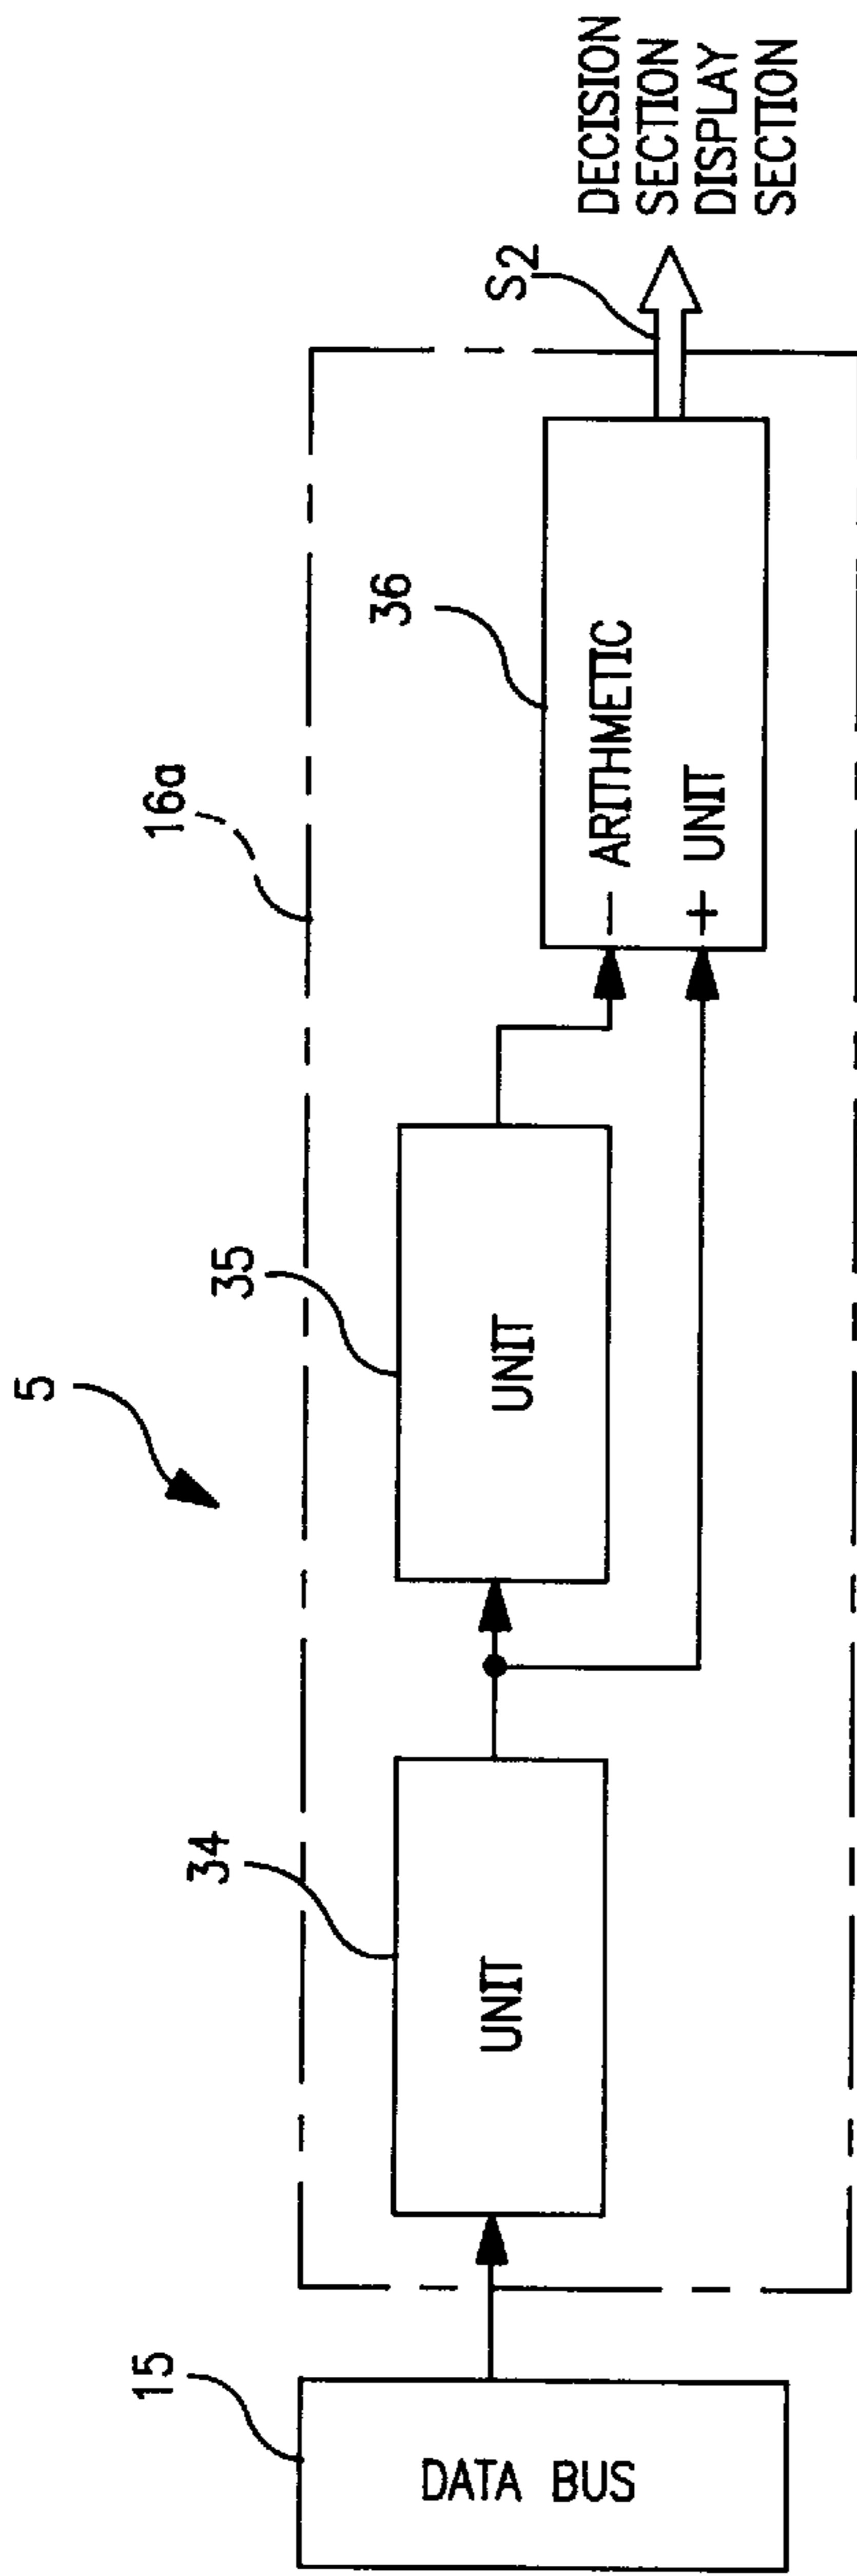 5
15
DATA BUS
34
UNIT
35
UNIT
16a
36
− ARITHMETIC
+ UNIT
S2
DECISION
SECTION
DISPLAY
SECTION